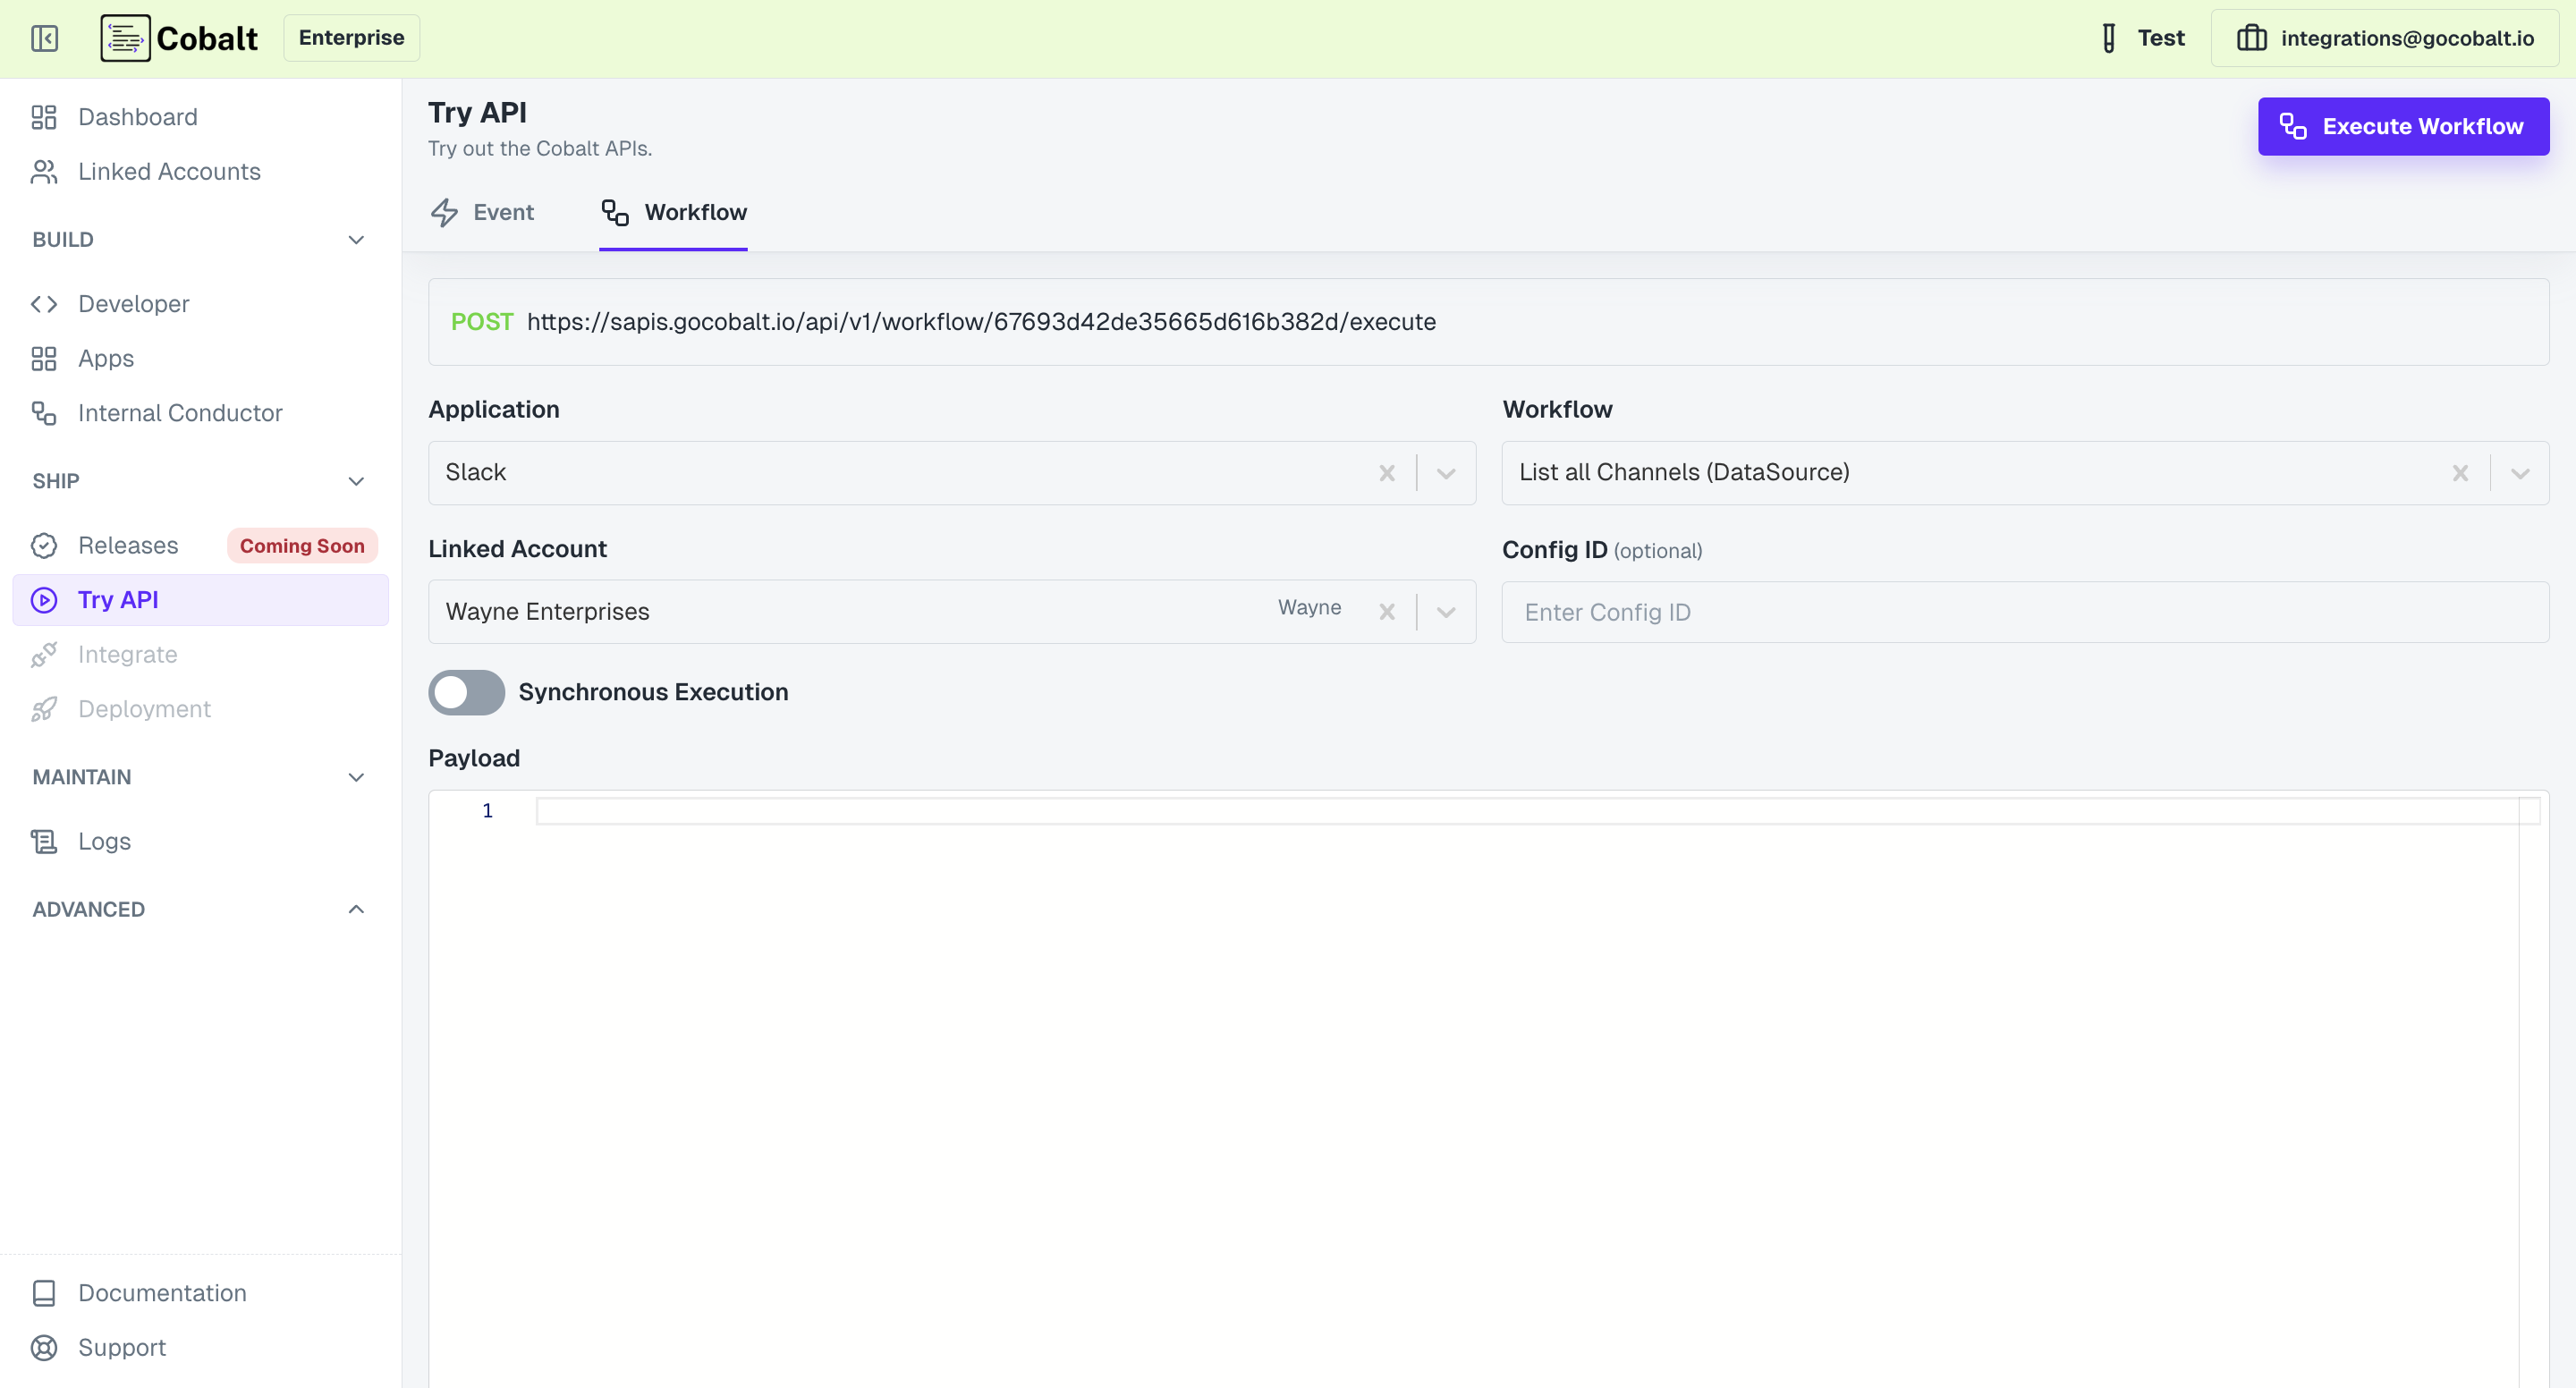 Cobalt
Enterprise
Test
integrations@gocobalt.io
Dashboard
Linked Accounts
BUILD
Developer
Apps
Internal Conductor
SHIP
Releases
Coming Soon
Try API
Integrate
Deployment
MAINTAIN
Logs
ADVANCED
Documentation
Support
Try API
Try out the Cobalt APIs.
Execute Workflow
Event
Workflow
POST https://sapis.gocobalt.io/api/v1/workflow/67693d42de35665d616b382d/execute
Application
Slack
Workflow
List all Channels (DataSource)
Linked Account
Wayne Enterprises
Wayne
Config ID (optional)
Enter Config ID
Synchronous Execution
Payload
1